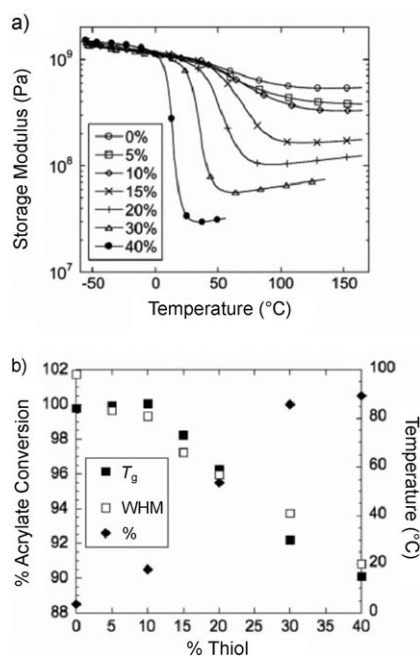 a)
Storage Modulus (Pa)
10⁹
10⁸
10⁷
0%
5%
10%
15%
20%
30%
40%
-50 0 50 100 150
Temperature (°C)
b)
% Acrylate Conversion
102
100
98
96
94
92
90
88
Tg
WHM
%
100
80
60
40
20
0
Temperature (°C)
0 5 10 15 20 25 30 35 40
% Thiol